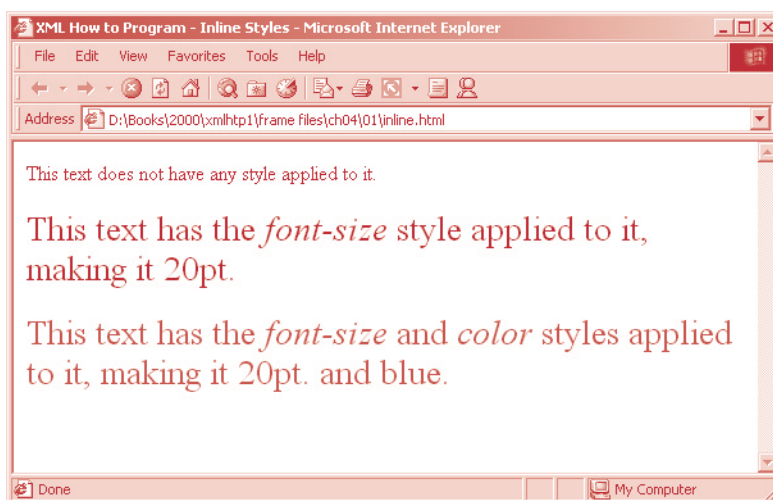 XML How to Program - Inline Styles - Microsoft Internet Explorer
File Edit View Favorites Tools Help
Address D:\Books\2000\xmlhtp1\frame files\ch04\01\inline.html
This text does not have any style applied to it.
This text has the font-size style applied to it,
making it 20pt.
This text has the font-size and color styles applied
to it, making it 20pt. and blue.
Done My Computer